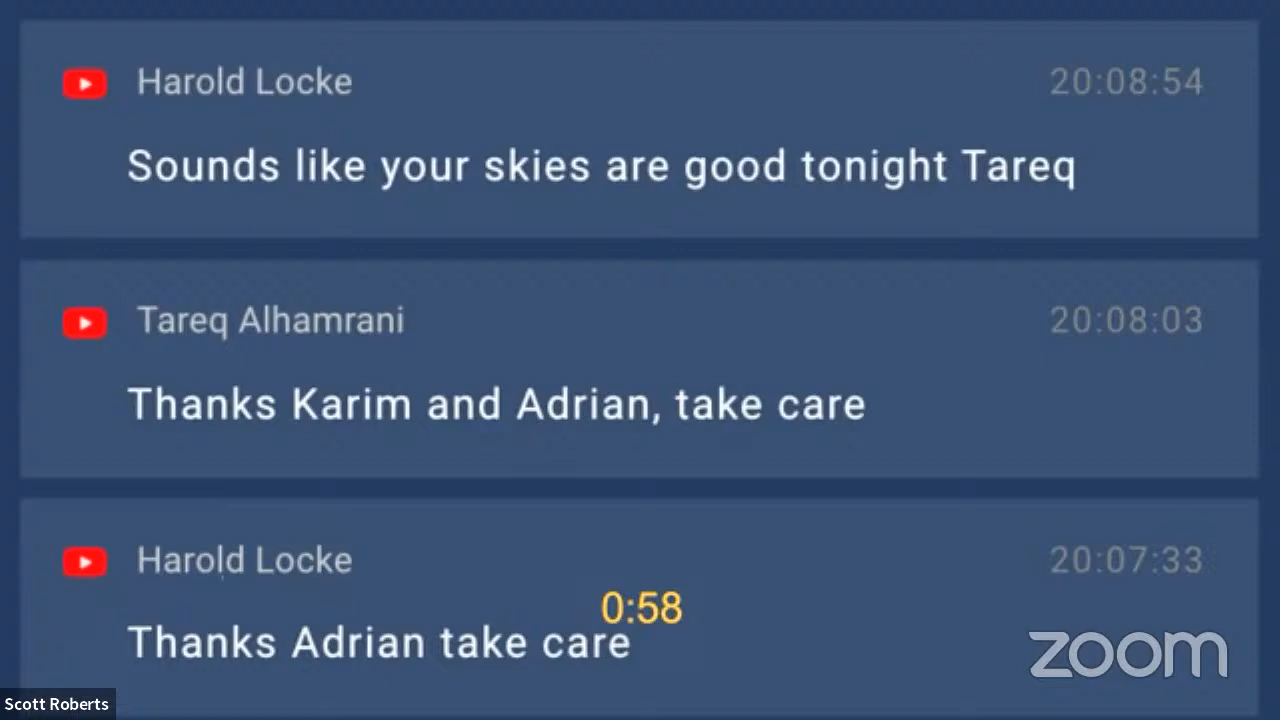 Harold Locke 20:08:54
Sounds like your skies are good tonight Tareq
Tareq Alhamrani 20:08:03
Thanks Karim and Adrian, take care
Harold Locke 20:07:33
0:58
Thanks Adrian take care
zoom
Scott Roberts